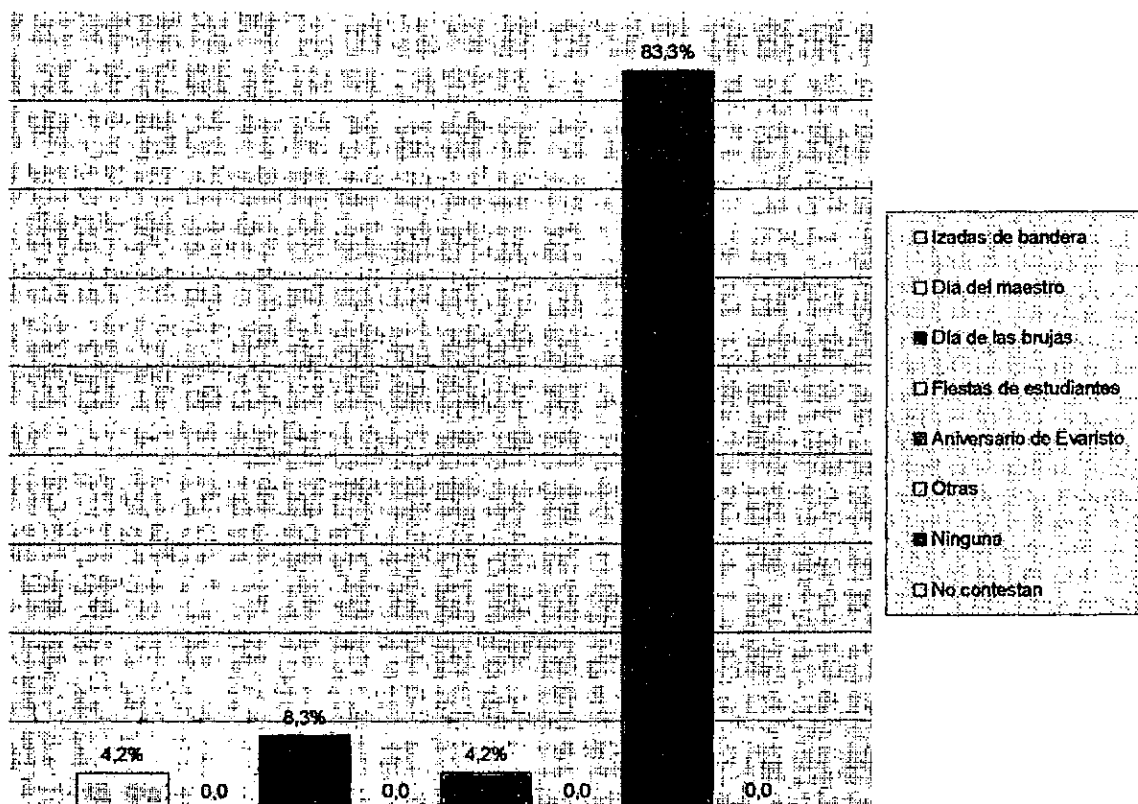 83,3%
8,3%
4,2%
0,0
0,0
4,2%
0,0
0,0
Izadas de bandera
Día del maestro
Día de las brujas
Fiestas de estudiantes
Aniversario de Evaristo
Otras
Ninguno
No contestan